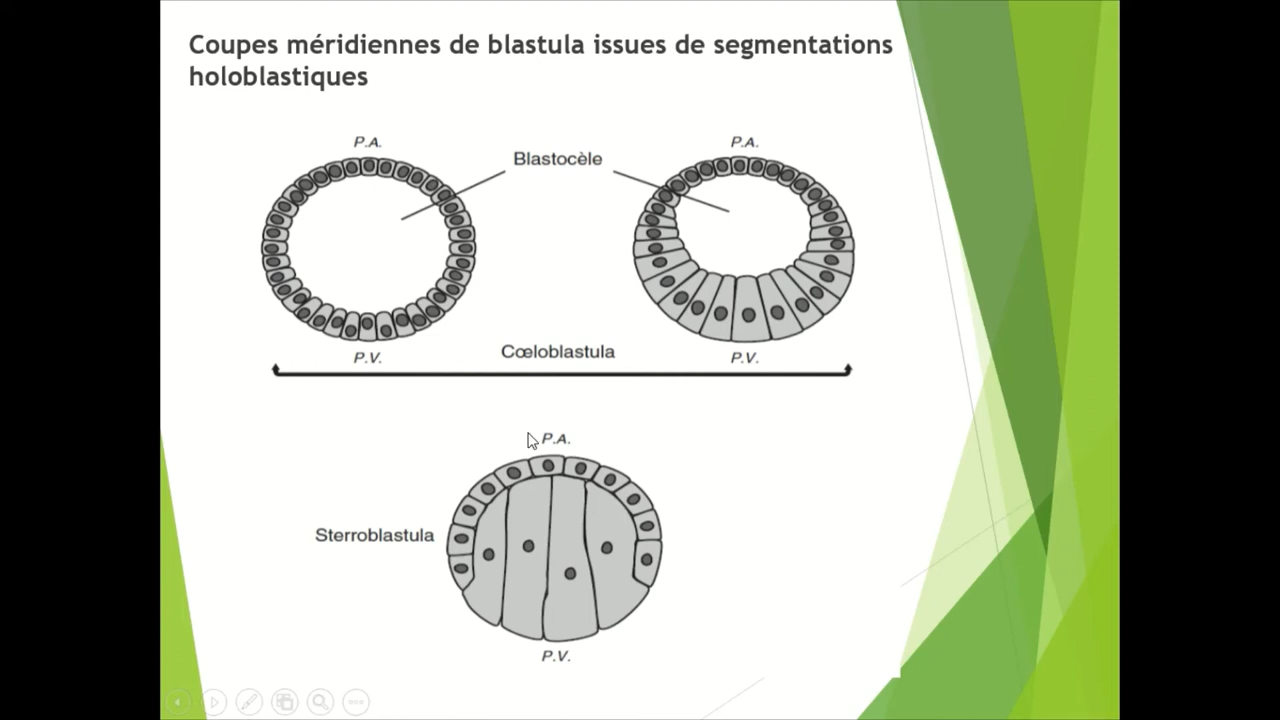 Coupes méridiennes de blastula issues de segmentations
holoblastiques
P.A.
P.A.
Blastocèle
P.V.
Cœloblastula
P.V.
P.A.
Sterroblastula
P.V.